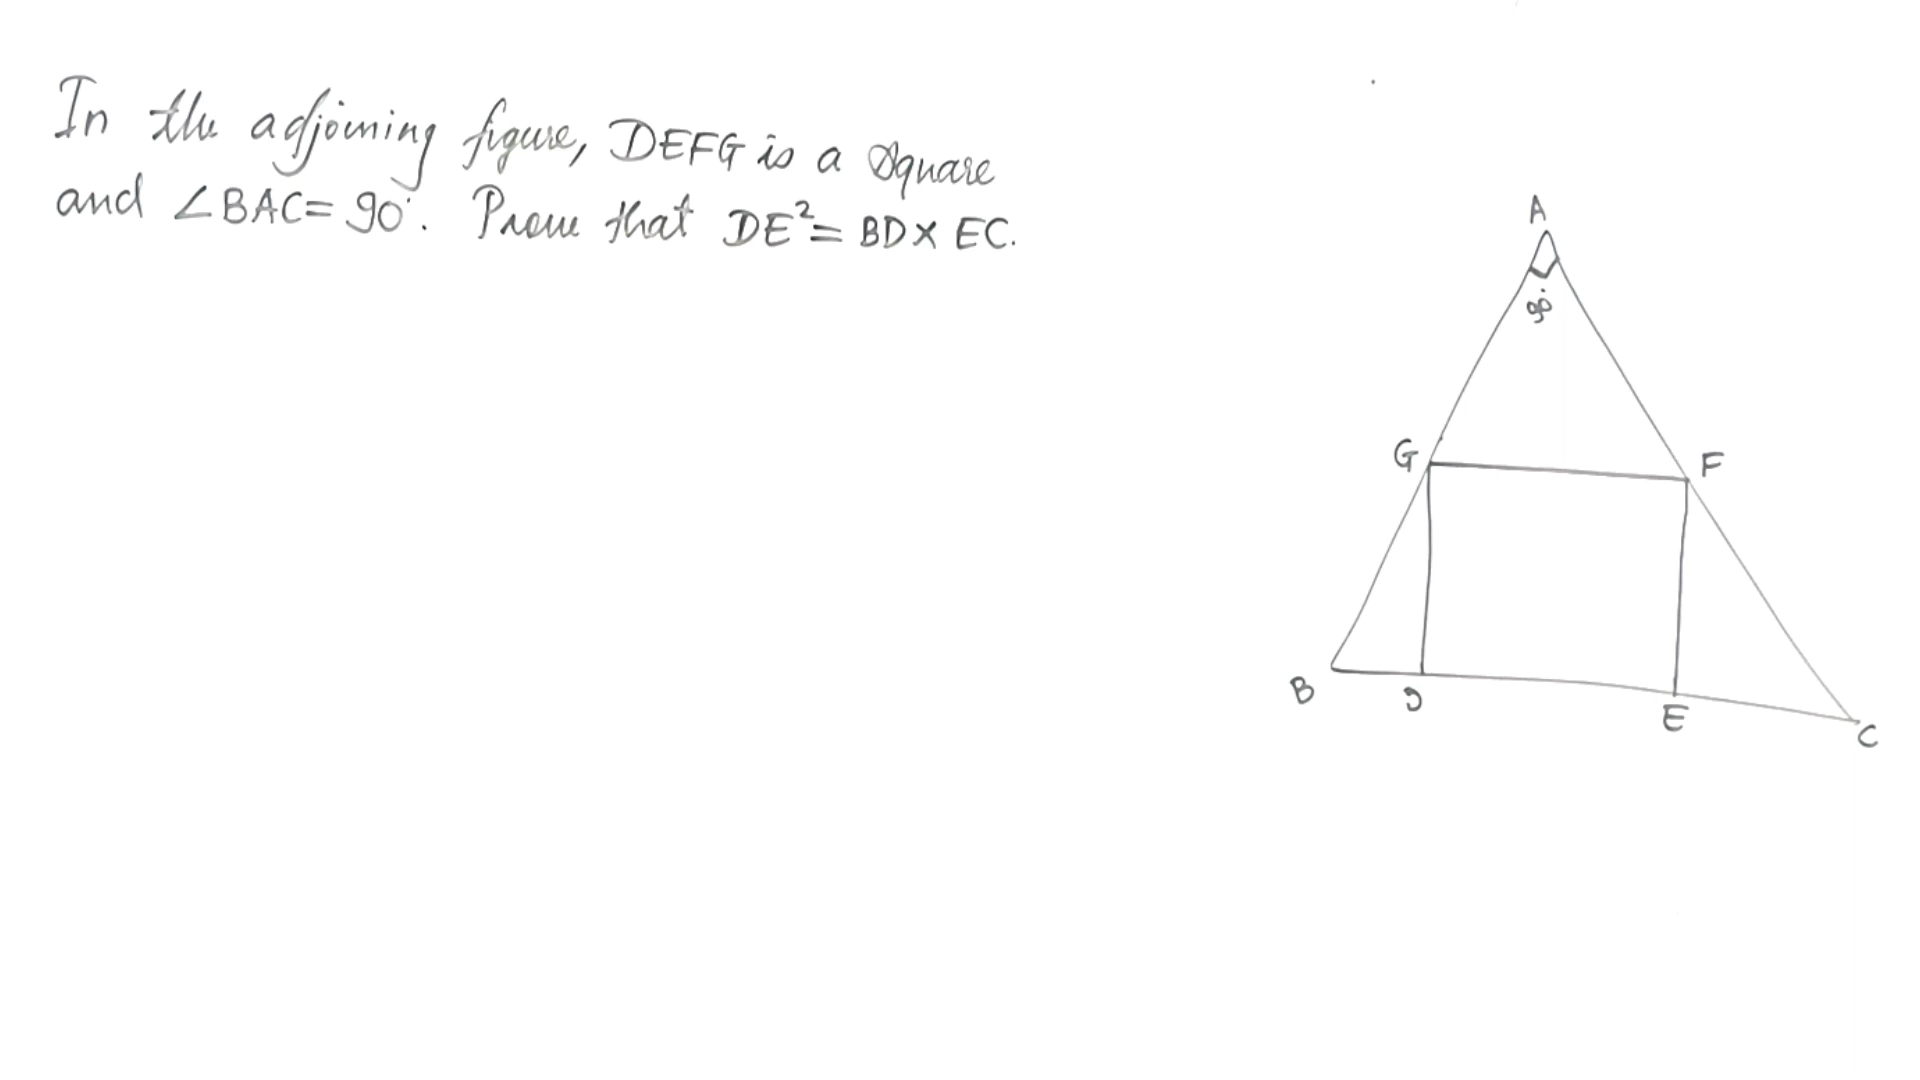 In the adjoining figure, DEFG is a square
and ∠BAC= 90°. Prove that DE²= BD× EC.
A
90°
G
F
B
D
E
C